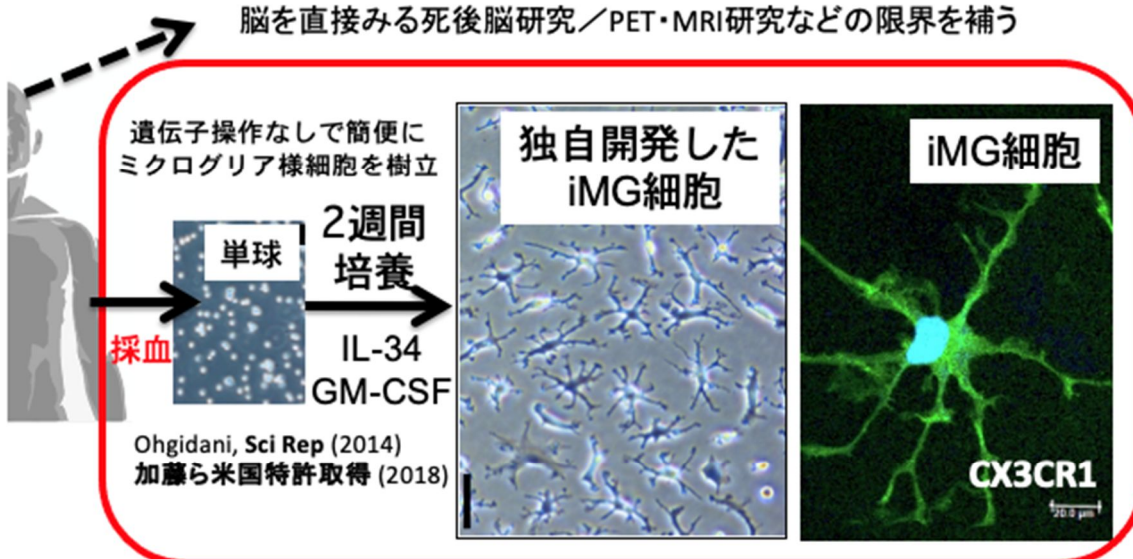 脳を直接みる死後脳研究／PET・MRI研究などの限界を補う
遺伝子操作なしで簡便に
ミクログリア様細胞を樹立
単球
2週間
培養
採血
IL-34
GM-CSF
Ohgidani, Sci Rep (2014)
加藤ら米国特許取得 (2018)
独自開発した
iMG細胞
iMG細胞
CX3CR1
20.0 μm